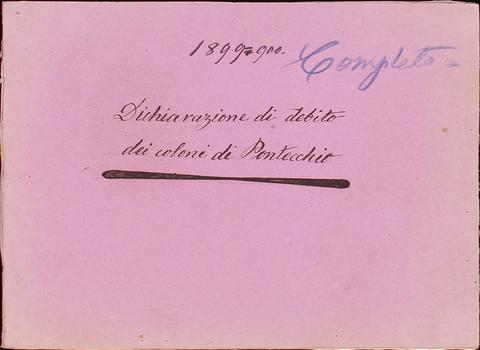 1899=900.
Completo=
Dichiarazione di debito
dei coloni di Pontecchio